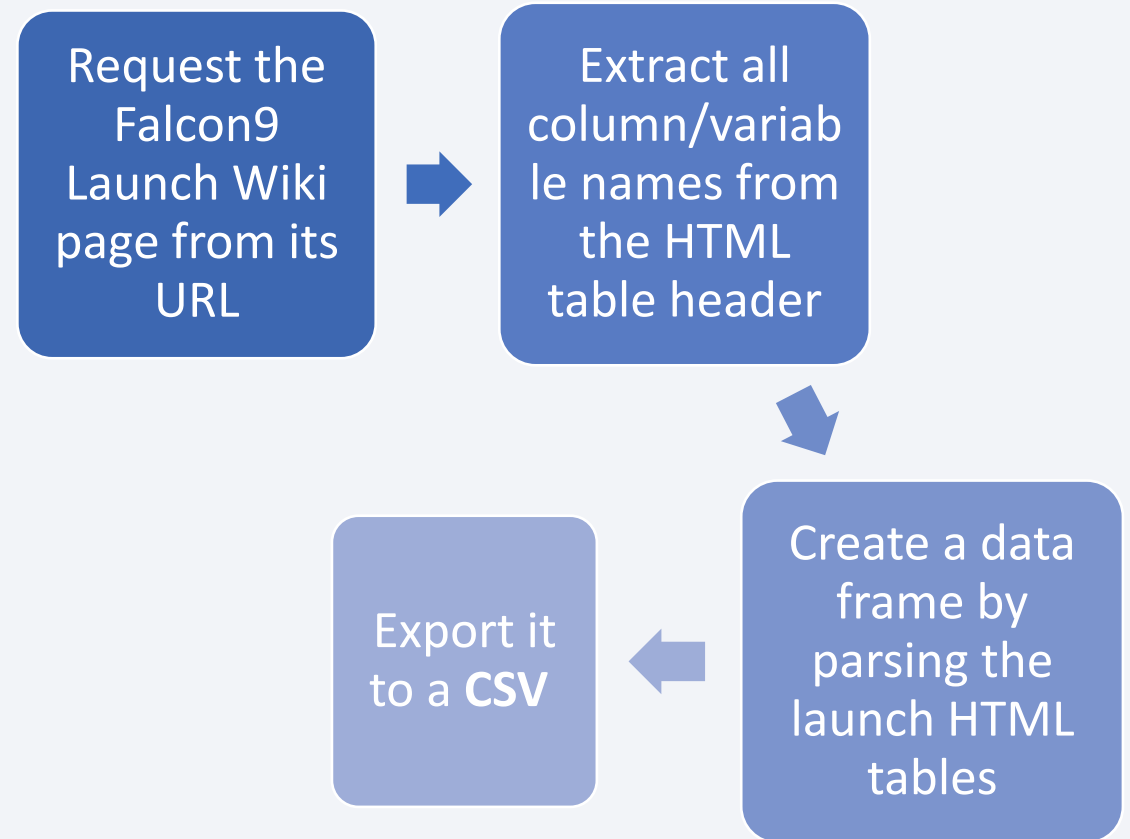 Request the
Falcon9
Launch Wiki
page from its
URL
Extract all
column/variab
le names from
the HTML
table header
Create a data
frame by
parsing the
launch HTML
tables
Export it
to a CSV